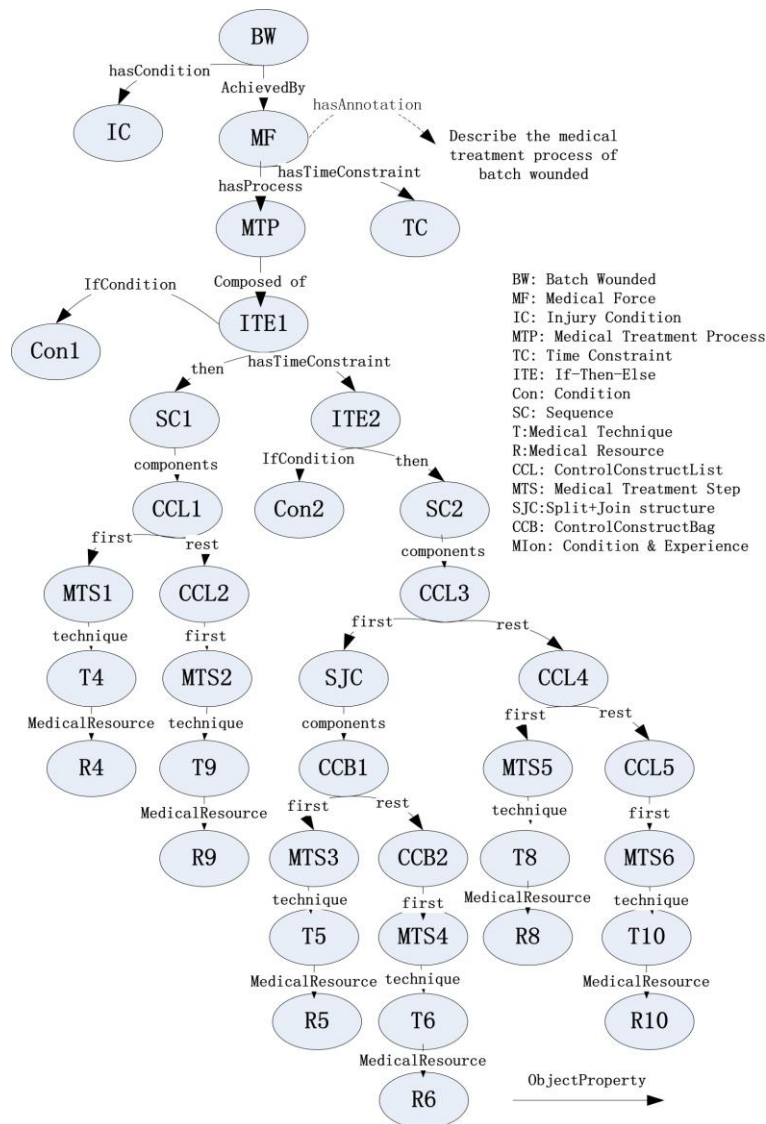 BW
hasCondition
AchievedBy
hasAnnotation
IC
MF
Describe the medical
treatment process of
batch wounded
hasTimeConstraint
hasProcess
MTP
TC
Composed of
IfCondition
ITE1
Con1
BW: Batch Wounded
MF: Medical Force
IC: Injury Condition
MTP: Medical Treatment Process
TC: Time Constraint
ITE: If-Then-Else
Con: Condition
SC: Sequence
T:Medical Technique
R:Medical Resource
CCL: ControlConstructList
MTS: Medical Treatment Step
SJC:Split+Join structure
CCB: ControlConstructBag
MIon: Condition & Experience
then
hasTimeConstraint
SC1
ITE2
components
IfCondition
then
CCL1
Con2
SC2
first
rest
components
MTS1
CCL2
CCL3
technique
first
first
rest
T4
MTS2
SJC
CCL4
MedicalResource
technique
components
first
rest
R4
T9
CCB1
MTS5
CCL5
MedicalResource
first
rest
technique
first
R9
MTS3
CCB2
T8
MTS6
technique
first
MedicalResource
technique
T5
MTS4
R8
T10
MedicalResource
technique
MedicalResource
R5
T6
R10
MedicalResource
R6
ObjectProperty